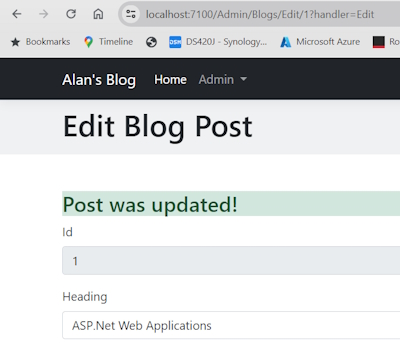 localhost:7100/Admin/Blogs/Edit/1?handler=Edit
Bookmarks Timeline DSM DS420J - Synology... Microsoft Azure Ro
Alan's Blog Home Admin
Edit Blog Post
Post was updated!
Id
1
Heading
ASP.Net Web Applications